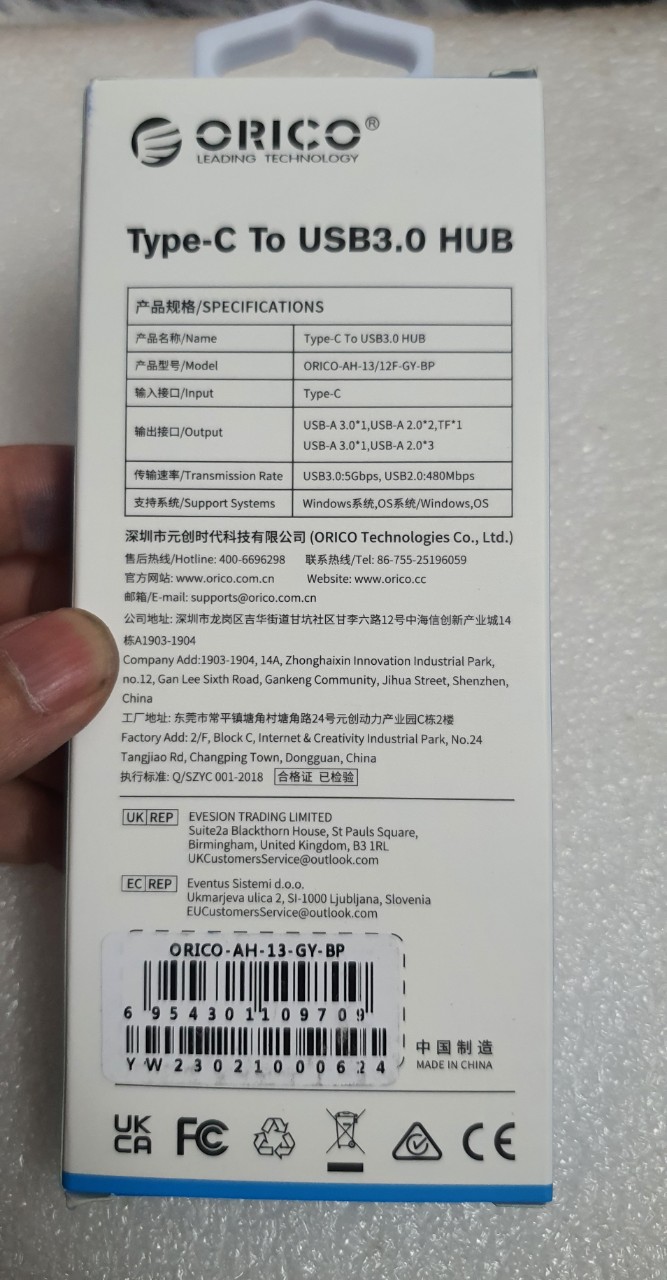 ORICO®
LEADING TECHNOLOGY
Type-C To USB3.0 HUB
产品规格/SPECIFICATIONS
产品名称/Name Type-C To USB3.0 HUB
产品型号/Model ORICO-AH-13/12F-GY-BP
输入接口/Input Type-C
输出接口/Output USB-A 3.0*1,USB-A 2.0*2,TF*1
USB-A 3.0*1,USB-A 2.0*3
传输速率/Transmission Rate USB3.0:5Gbps, USB2.0:480Mbps
支持系统/Support Systems Windows系统,OS系统/Windows,OS
深圳市元创时代科技有限公司 (ORICO Technologies Co., Ltd.)
售后热线/Hotline: 400-6696298 联系热线/Tel: 86-755-25196059
官方网站: www.orico.com.cn Website: www.orico.cc
邮箱/E-mail: supports@orico.com.cn
公司地址: 深圳市龙岗区吉华街道甘坑社区甘李六路12号中海信创新产业城14
栋A1903-1904
Company Add:1903-1904, 14A, Zhonghaixin Innovation Industrial Park,
no.12, Gan Lee Sixth Road, Gankeng Community, Jihua Street, Shenzhen,
China
工厂地址: 东莞市常平镇塘角村塘角路24号元创动力产业园C栋2楼
Factory Add: 2/F, Block C, Internet & Creativity Industrial Park, No.24
Tangjiao Rd, Changping Town, Dongguan, China
执行标准: Q/SZYC 001-2018 合格证 已检验
UK REP EVESION TRADING LIMITED
Suite2a Blackthorn House, St Pauls Square,
Birmingham, United Kingdom, B3 1RL
UKCustomersService@outlook.com
EC REP Eventus Sistemi d.o.o.
Ukmarjeva ulica 2, SI-1000 Ljubljana, Slovenia
EUCustomersService@outlook.com
ORICO-AH-13-GY-BP
6 954301109709
YW23021000624
中国制造
MADE IN CHINA
UK
CA FC CE